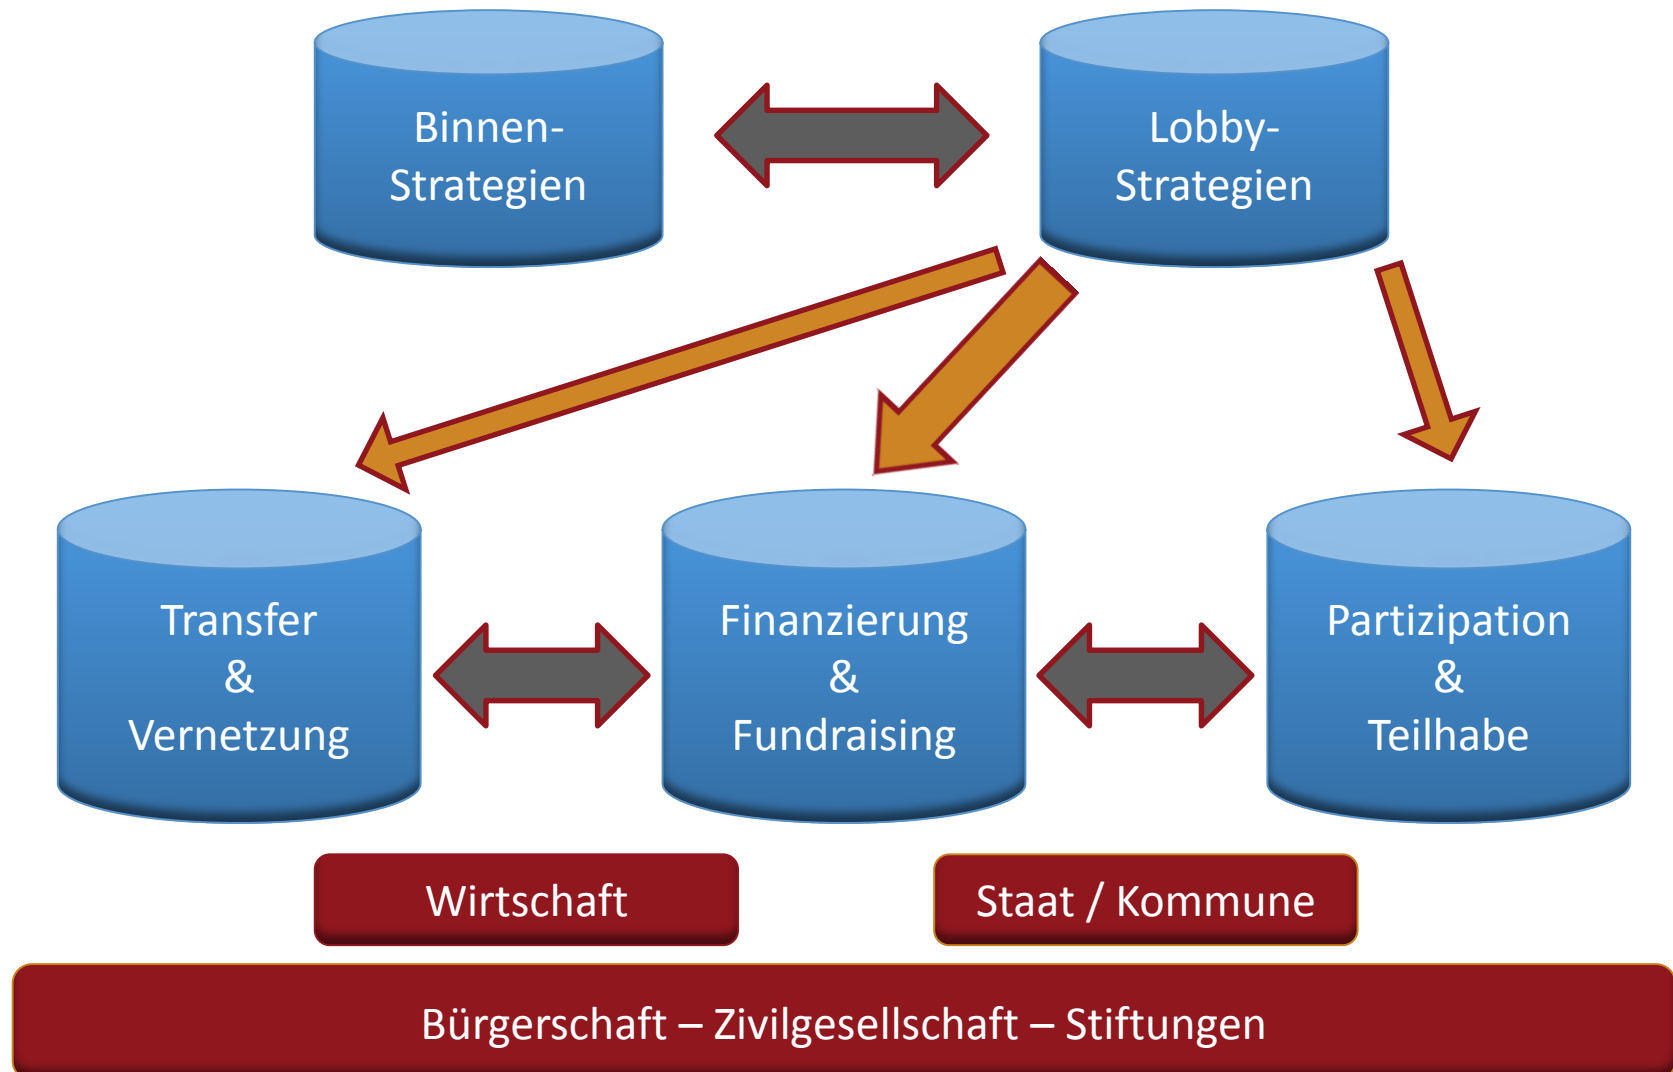 Binnen-
Strategien
Lobby-
Strategien
Transfer
&
Vernetzung
Finanzierung
&
Fundraising
Partizipation
&
Teilhabe
Wirtschaft
Staat / Kommune
Bürgerschaft – Zivilgesellschaft – Stiftungen